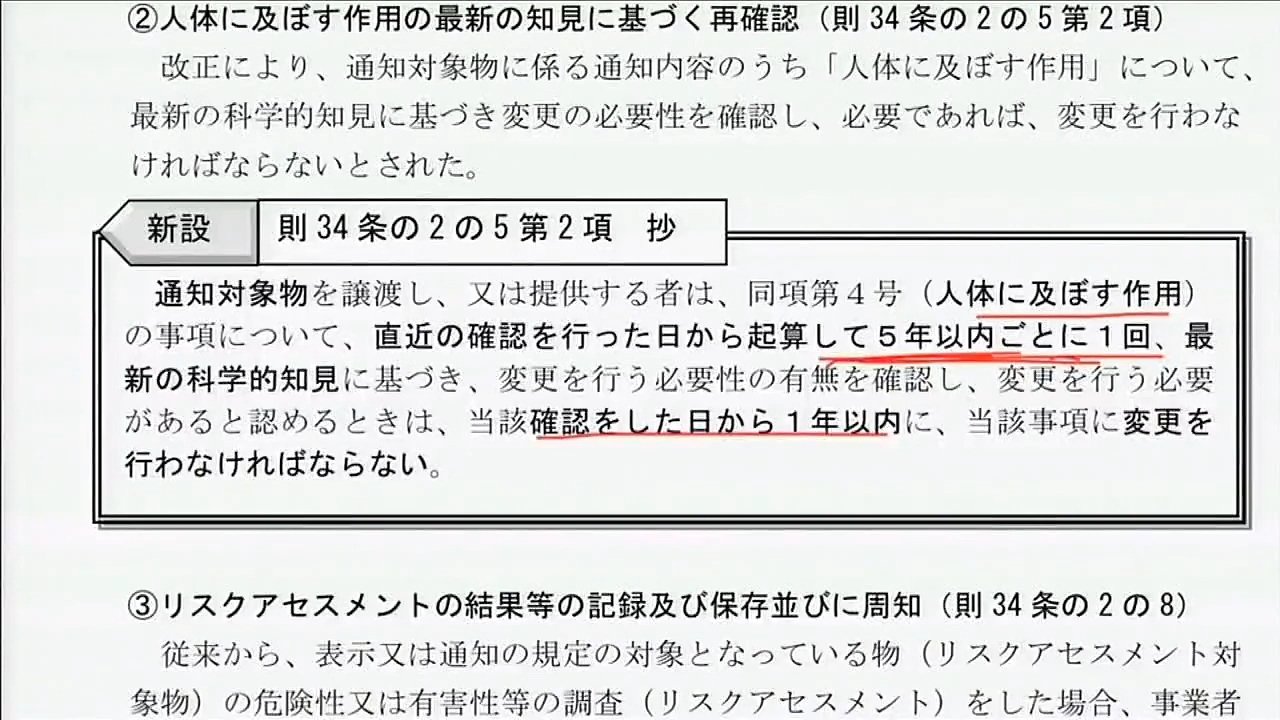 ②人体に及ぼす作用の最新の知見に基づく再確認（則 34 条の 2 の 5 第 2 項）
改正により、通知対象物に係る通知内容のうち「人体に及ぼす作用」について、
最新の科学的知見に基づき変更の必要性を確認し、必要であれば、変更を行わな
ければならないとされた。
新設 則 34 条の 2 の 5 第 2 項 抄
通知対象物を譲渡し、又は提供する者は、同項第４号（人体に及ぼす作用）
の事項について、直近の確認を行った日から起算して５年以内ごとに１回、最
新の科学的知見に基づき、変更を行う必要性の有無を確認し、変更を行う必要
があると認めるときは、当該確認をした日から１年以内に、当該事項に変更を
行わなければならない。
③リスクアセスメントの結果等の記録及び保存並びに周知（則 34 条の 2 の 8）
従来から、表示又は通知の規定の対象となっている物（リスクアセスメント対
象物）の危険性又は有害性等の調査（リスクアセスメント）をした場合、事業者